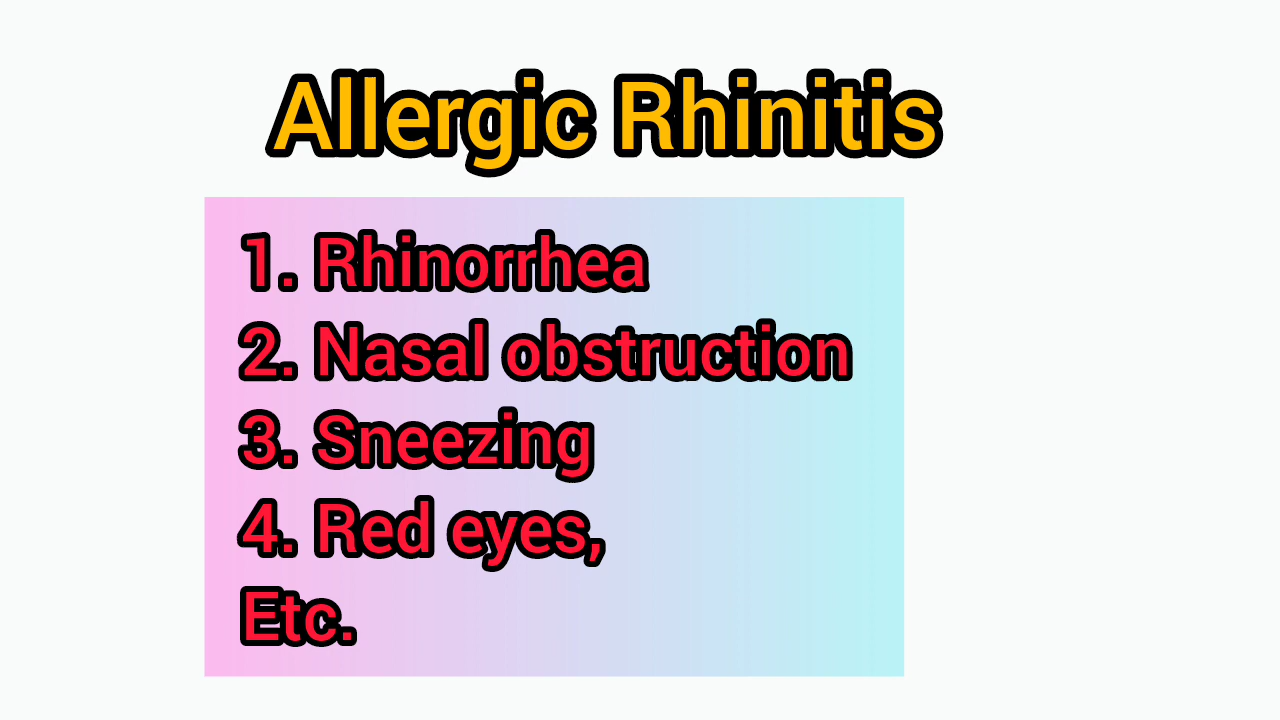 Allergic Rhinitis
1. Rhinorrhea
2. Nasal obstruction
3. Sneezing
4. Red eyes,
Etc.